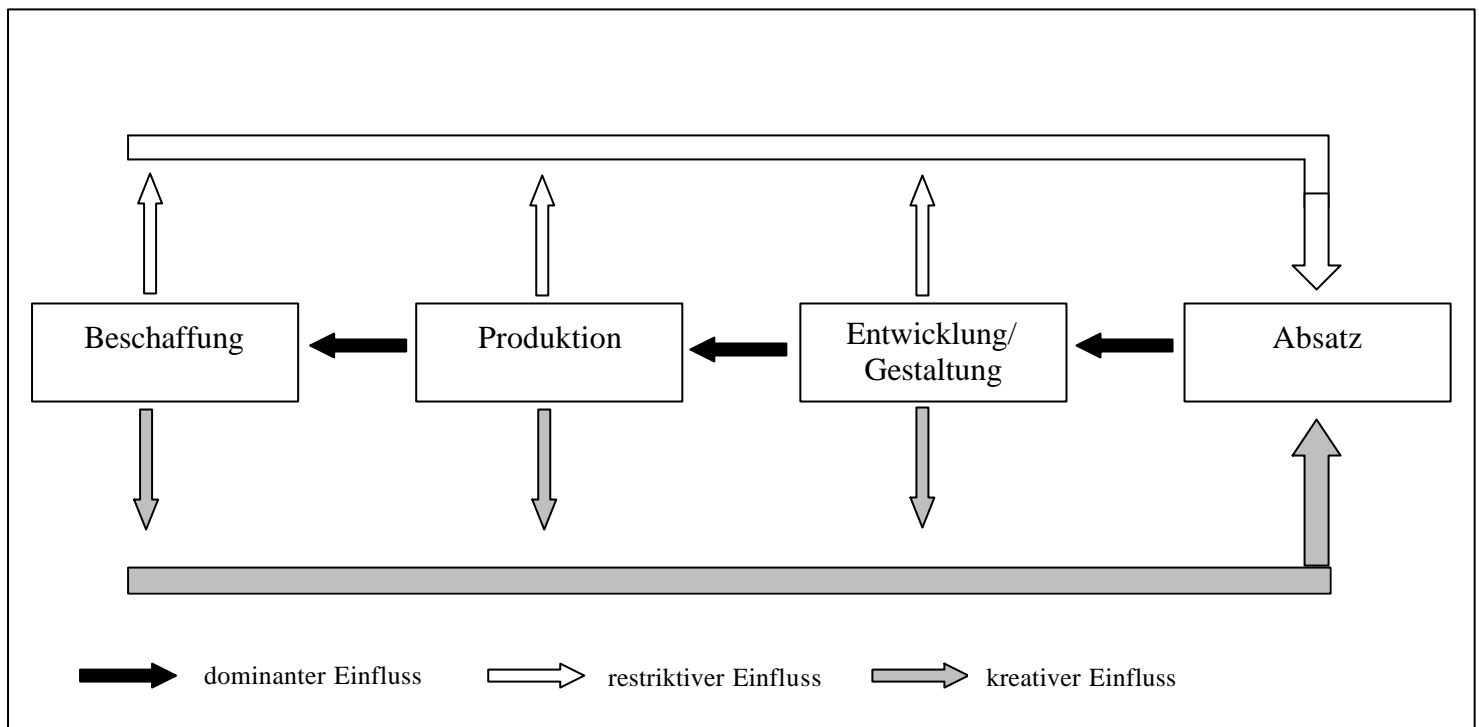 Beschaffung
Produktion
Entwicklung/
Gestaltung
Absatz
dominanter Einfluss
restriktiver Einfluss
kreativer Einfluss